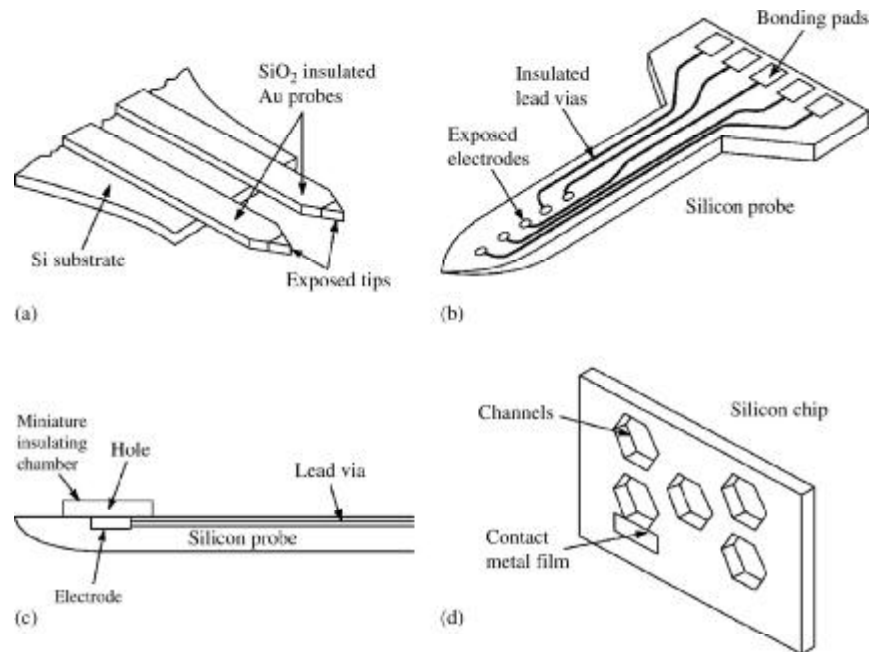 SiO₂ insulated
Au probes
Si substrate
Exposed tips
(a)
Bonding pads
Insulated
lead vias
Exposed
electrodes
Silicon probe
(b)
Miniature
insulating
chamber
Hole
Lead via
Silicon probe
Electrode
(c)
Channels
Silicon chip
Contact
metal film
(d)